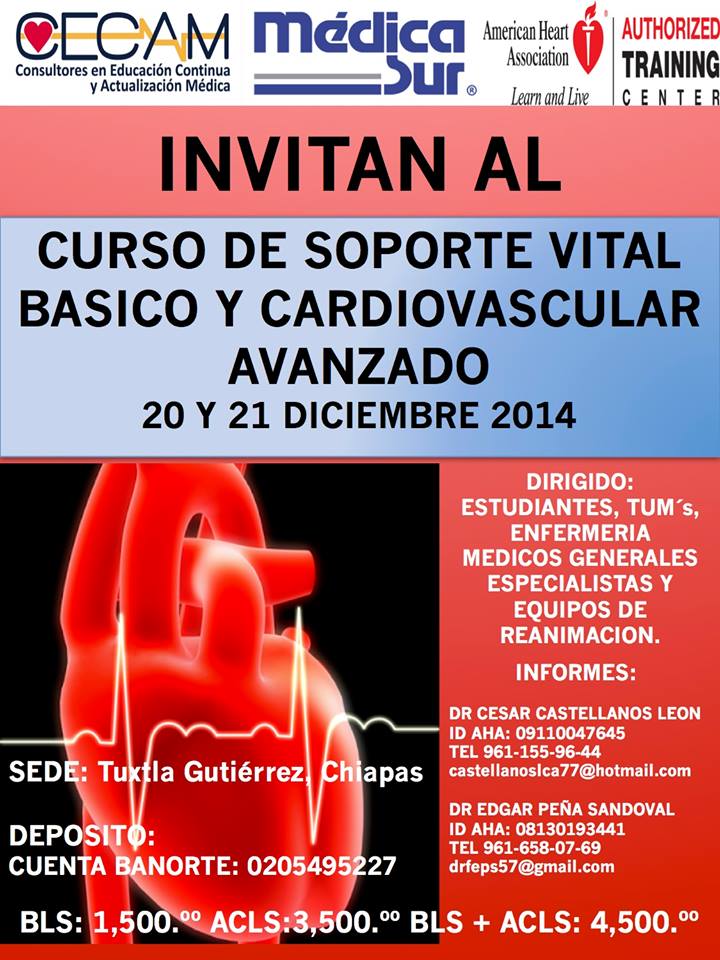 CECAM
Consultores en Educación Continua
y Actualización Médica
Médica
Sur®
American Heart
Association®
Learn and Live
AUTHORIZED
TRAINING
CENTER
INVITAN AL
CURSO DE SOPORTE VITAL
BASICO Y CARDIOVASCULAR
AVANZADO
20 Y 21 DICIEMBRE 2014
DIRIGIDO:
ESTUDIANTES, TUM´s,
ENFERMERIA
MEDICOS GENERALES
ESPECIALISTAS Y
EQUIPOS DE
REANIMACION.
INFORMES:
DR CESAR CASTELLANOS LEON
ID AHA: 09110047645
TEL 961-155-96-44
castellanoslca77@hotmail.com
DR EDGAR PEÑA SANDOVAL
ID AHA: 08130193441
TEL 961-658-07-69
drfeps57@gmail.com
SEDE: Tuxtla Gutiérrez, Chiapas
DEPOSITO:
CUENTA BANORTE: 0205495227
BLS: 1,500.ºº ACLS:3,500.ºº BLS + ACLS: 4,500.ºº